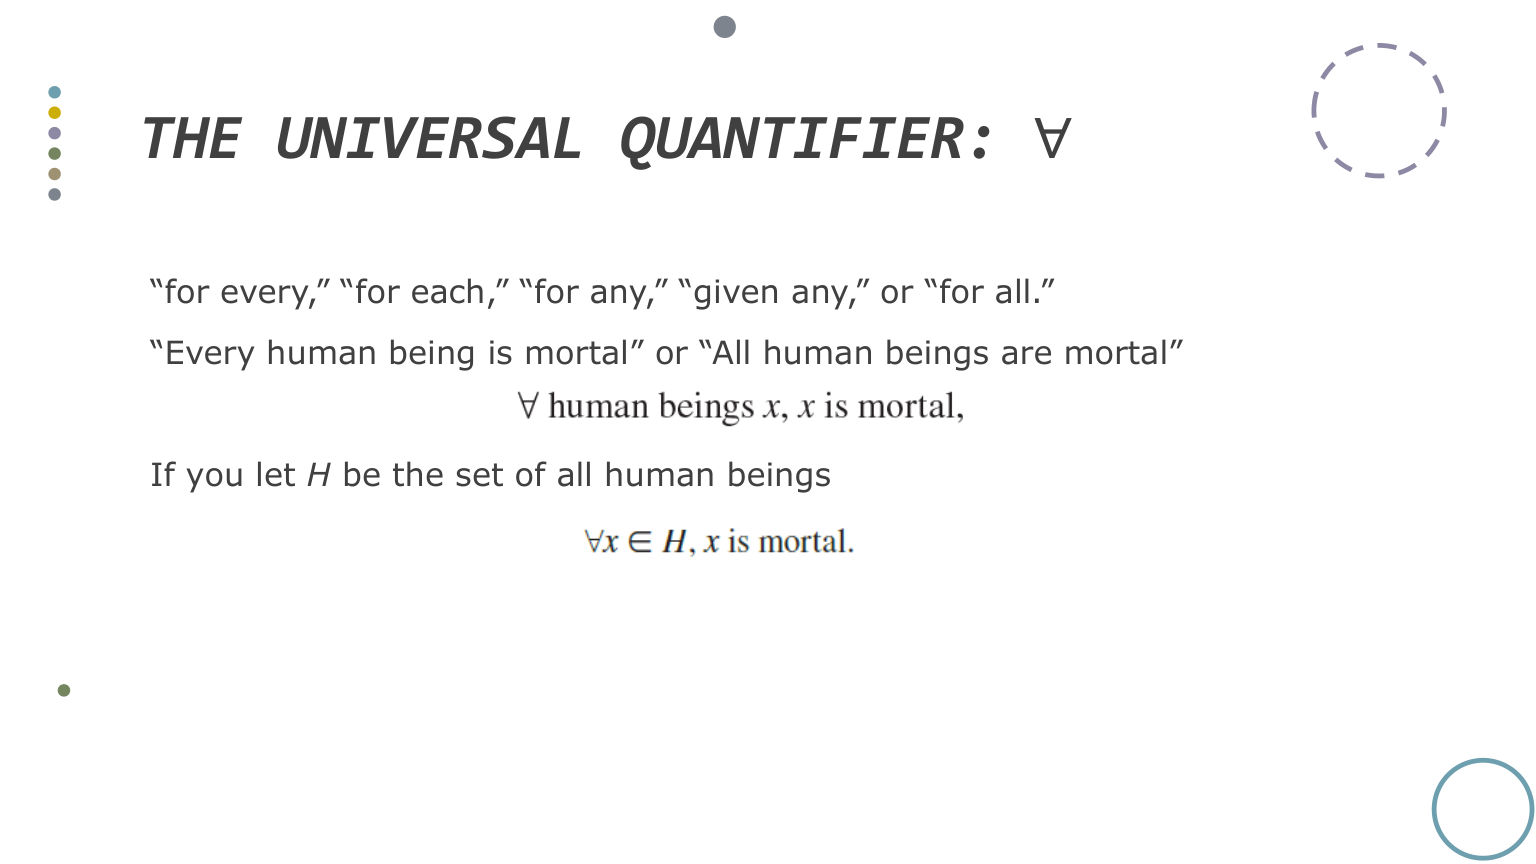 THE UNIVERSAL QUANTIFIER: ∀
“for every,” “for each,” “for any,” “given any,” or “for all.”
“Every human being is mortal” or “All human beings are mortal”
∀ human beings x, x is mortal,
If you let H be the set of all human beings
∀x ∈ H, x is mortal.